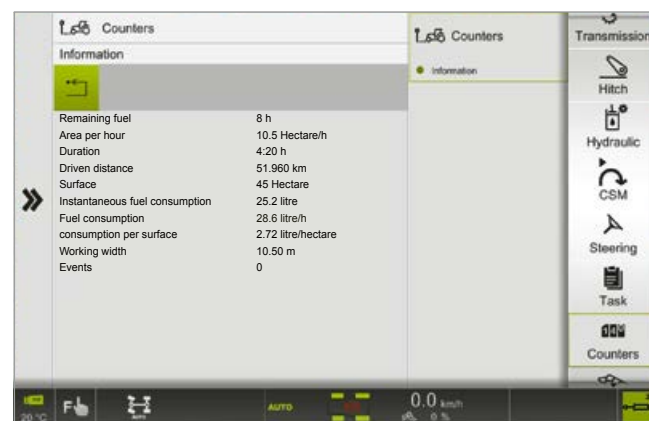 Counters
Information
Remaining fuel 8 h
Area per hour 10.5 Hectare/h
Duration 4:20 h
Driven distance 51.960 km
Surface 45 Hectare
Instantaneous fuel consumption 25.2 litre
Fuel consumption 28.6 litre/h
consumption per surface 2.72 litre/hectare
Working width 10.50 m
Events 0
Counters
Information
Transmission
Hitch
Hydraulic
CSM
Steering
Task
Counters
20 °C
F
AUTO
AUTO
0.0 km/h
0 %